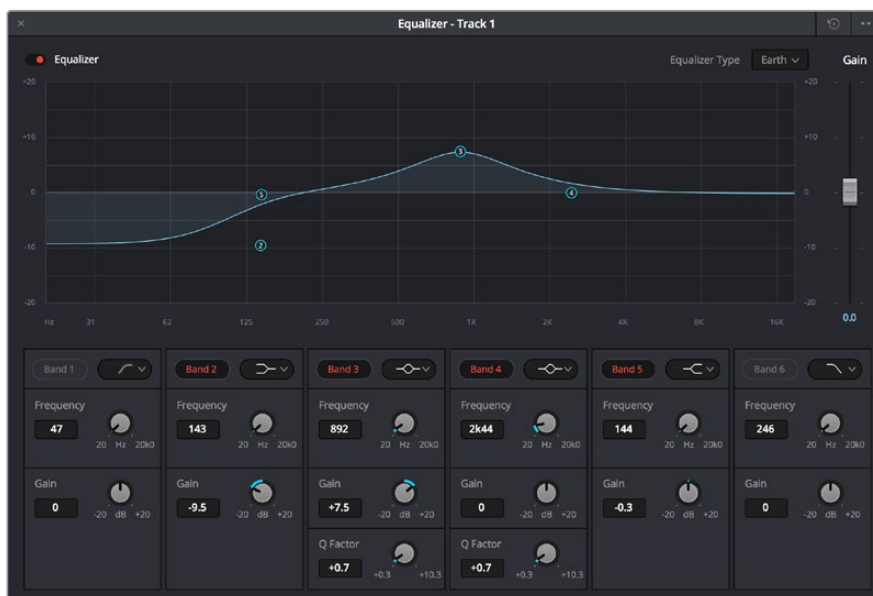 Equalizer - Track 1
Equalizer
Equalizer Type
Earth
Gain
+20
+20
+10
+10
0
0
-10
-10
-20
-20
0.0
Hz 31 62 125 250 500 1K 2K 4K 8K 16K
5
2
3
4
Band 1
Band 2
Band 3
Band 4
Band 5
Band 6
Frequency
47
20 Hz 20k0
Frequency
143
20 Hz 20k0
Frequency
892
20 Hz 20k0
Frequency
2k44
20 Hz 20k0
Frequency
144
20 Hz 20k0
Frequency
246
20 Hz 20k0
Gain
0
-20 dB +20
Gain
-9.5
-20 dB +20
Gain
+7.5
-20 dB +20
Gain
0
-20 dB +20
Gain
-0.3
-20 dB +20
Gain
0
-20 dB +20
Q Factor
+0.7
+0.3 +10.3
Q Factor
+0.7
+0.3 +10.3